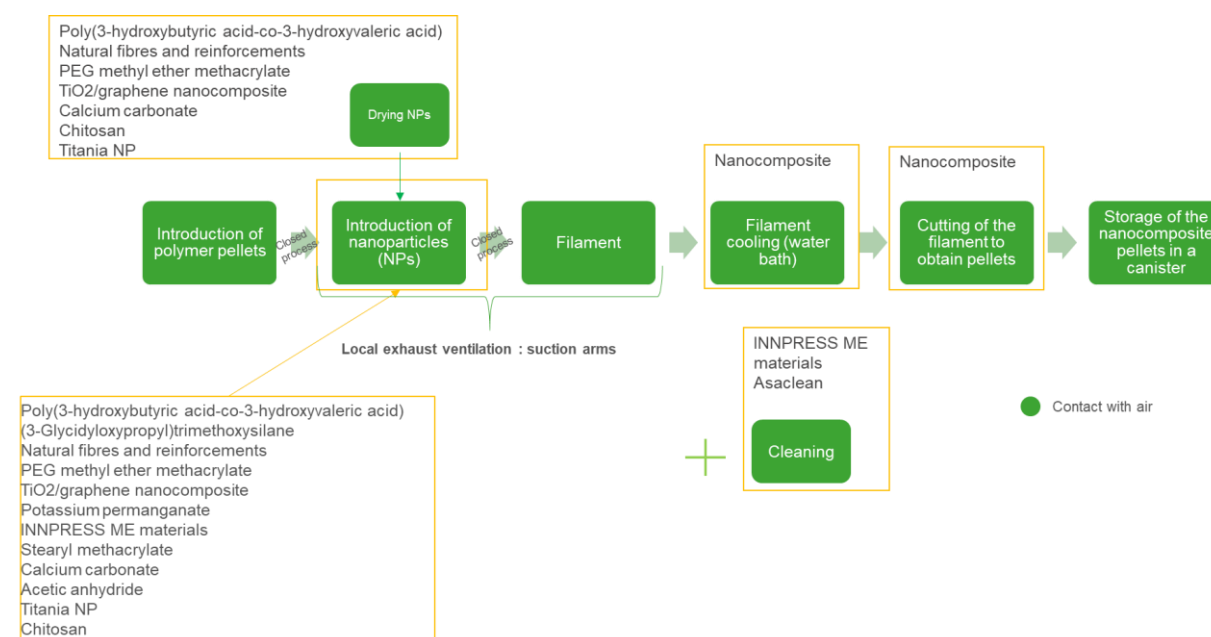 Poly(3-hydroxybutyric acid-co-3-hydroxyvaleric acid)
Natural fibres and reinforcements
PEG methyl ether methacrylate
TiO2/graphene nanocomposite
Calcium carbonate
Chitosan
Titania NP
Drying NPs
Introduction of
polymer pellets
Closed
process
Introduction of
nanoparticles
(NPs)
Closed
process
Filament
Nanocomposite
Filament
cooling (water
bath)
Nanocomposite
Cutting of the
filament to
obtain pellets
Storage of the
nanocomposite
pellets in a
canister
Local exhaust ventilation : suction arms
INNPRESS ME
materials
Asaclean
Cleaning
Contact with air
Poly(3-hydroxybutyric acid-co-3-hydroxyvaleric acid)
(3-Glycidyloxypropyl)trimethoxysilane
Natural fibres and reinforcements
PEG methyl ether methacrylate
TiO2/graphene nanocomposite
Potassium permanganate
INNPRESS ME materials
Stearyl methacrylate
Calcium carbonate
Acetic anhydride
Titania NP
Chitosan